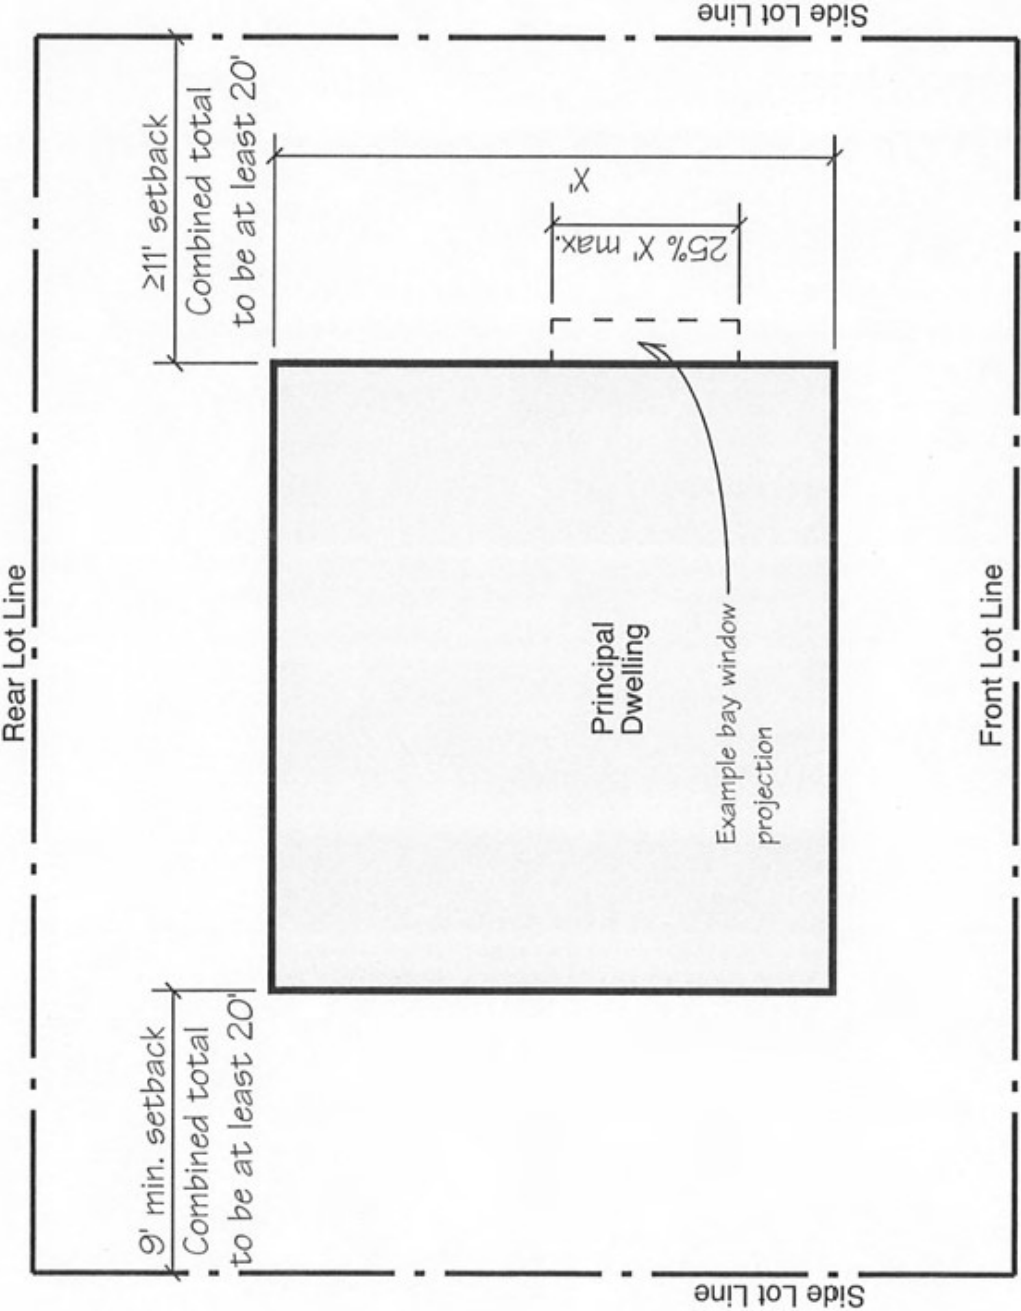 Side Lot Line
Rear Lot Line
≥11' setback
Combined total
to be at least 20'
X'
25% X' max.
Principal
Dwelling
Example bay window
projection
Front Lot Line
9' min. setback
Combined total
to be at least 20'
Side Lot Line